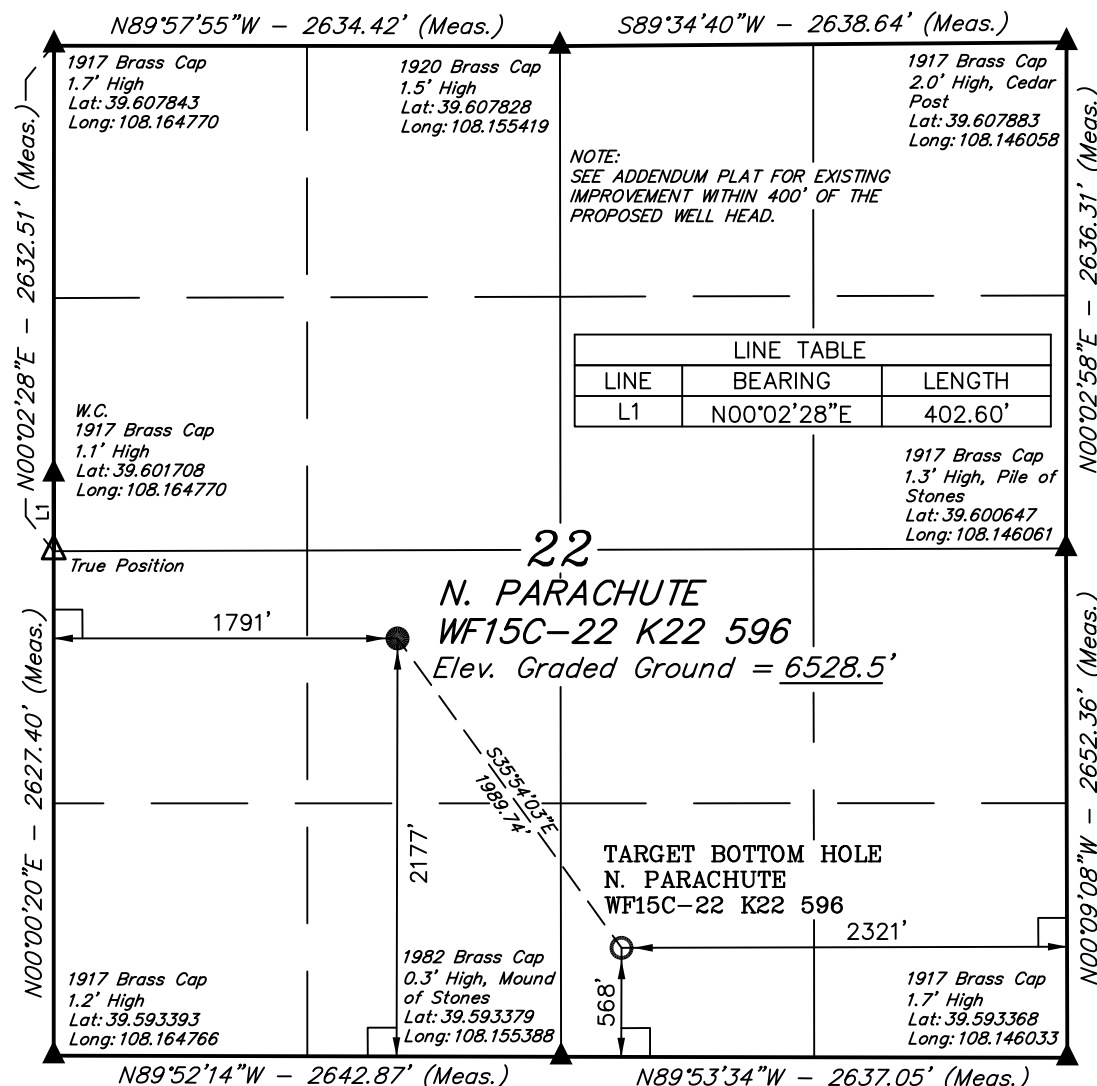 N89°57'55"W - 2634.42' (Meas.)
S89°34'40"W - 2638.64' (Meas.)
1917 Brass Cap
1.7' High
Lat: 39.607843
Long: 108.164770
1920 Brass Cap
1.5' High
Lat: 39.607828
Long: 108.155419
1917 Brass Cap
2.0' High, Cedar
Post
Lat: 39.607883
Long: 108.146058
NOTE:
SEE ADDENDUM PLAT FOR EXISTING
IMPROVEMENT WITHIN 400' OF THE
PROPOSED WELL HEAD.
N00°02'28"E - 2632.51' (Meas.)
N00°02'58"E - 2636.31' (Meas.)
LINE TABLE
LINE BEARING LENGTH
L1 N00°02'28"E 402.60'
W.C.
1917 Brass Cap
1.1' High
Lat: 39.601708
Long: 108.164770
1917 Brass Cap
1.3' High, Pile of
Stones
Lat: 39.600647
Long: 108.146061
L1
True Position
22
N. PARACHUTE
WF15C-22 K22 596
Elev. Graded Ground = 6528.5'
1791'
2177'
S35°54'03"E
1989.74'
N00°00'20"E - 2627.40' (Meas.)
N00°09'08"W - 2652.36' (Meas.)
TARGET BOTTOM HOLE
N. PARACHUTE
WF15C-22 K22 596
2321'
568'
1917 Brass Cap
1.2' High
Lat: 39.593393
Long: 108.164766
1982 Brass Cap
0.3' High, Mound
of Stones
Lat: 39.593379
Long: 108.155388
1917 Brass Cap
1.7' High
Lat: 39.593368
Long: 108.146033
N89°52'14"W - 2642.87' (Meas.)
N89°53'34"W - 2637.05' (Meas.)